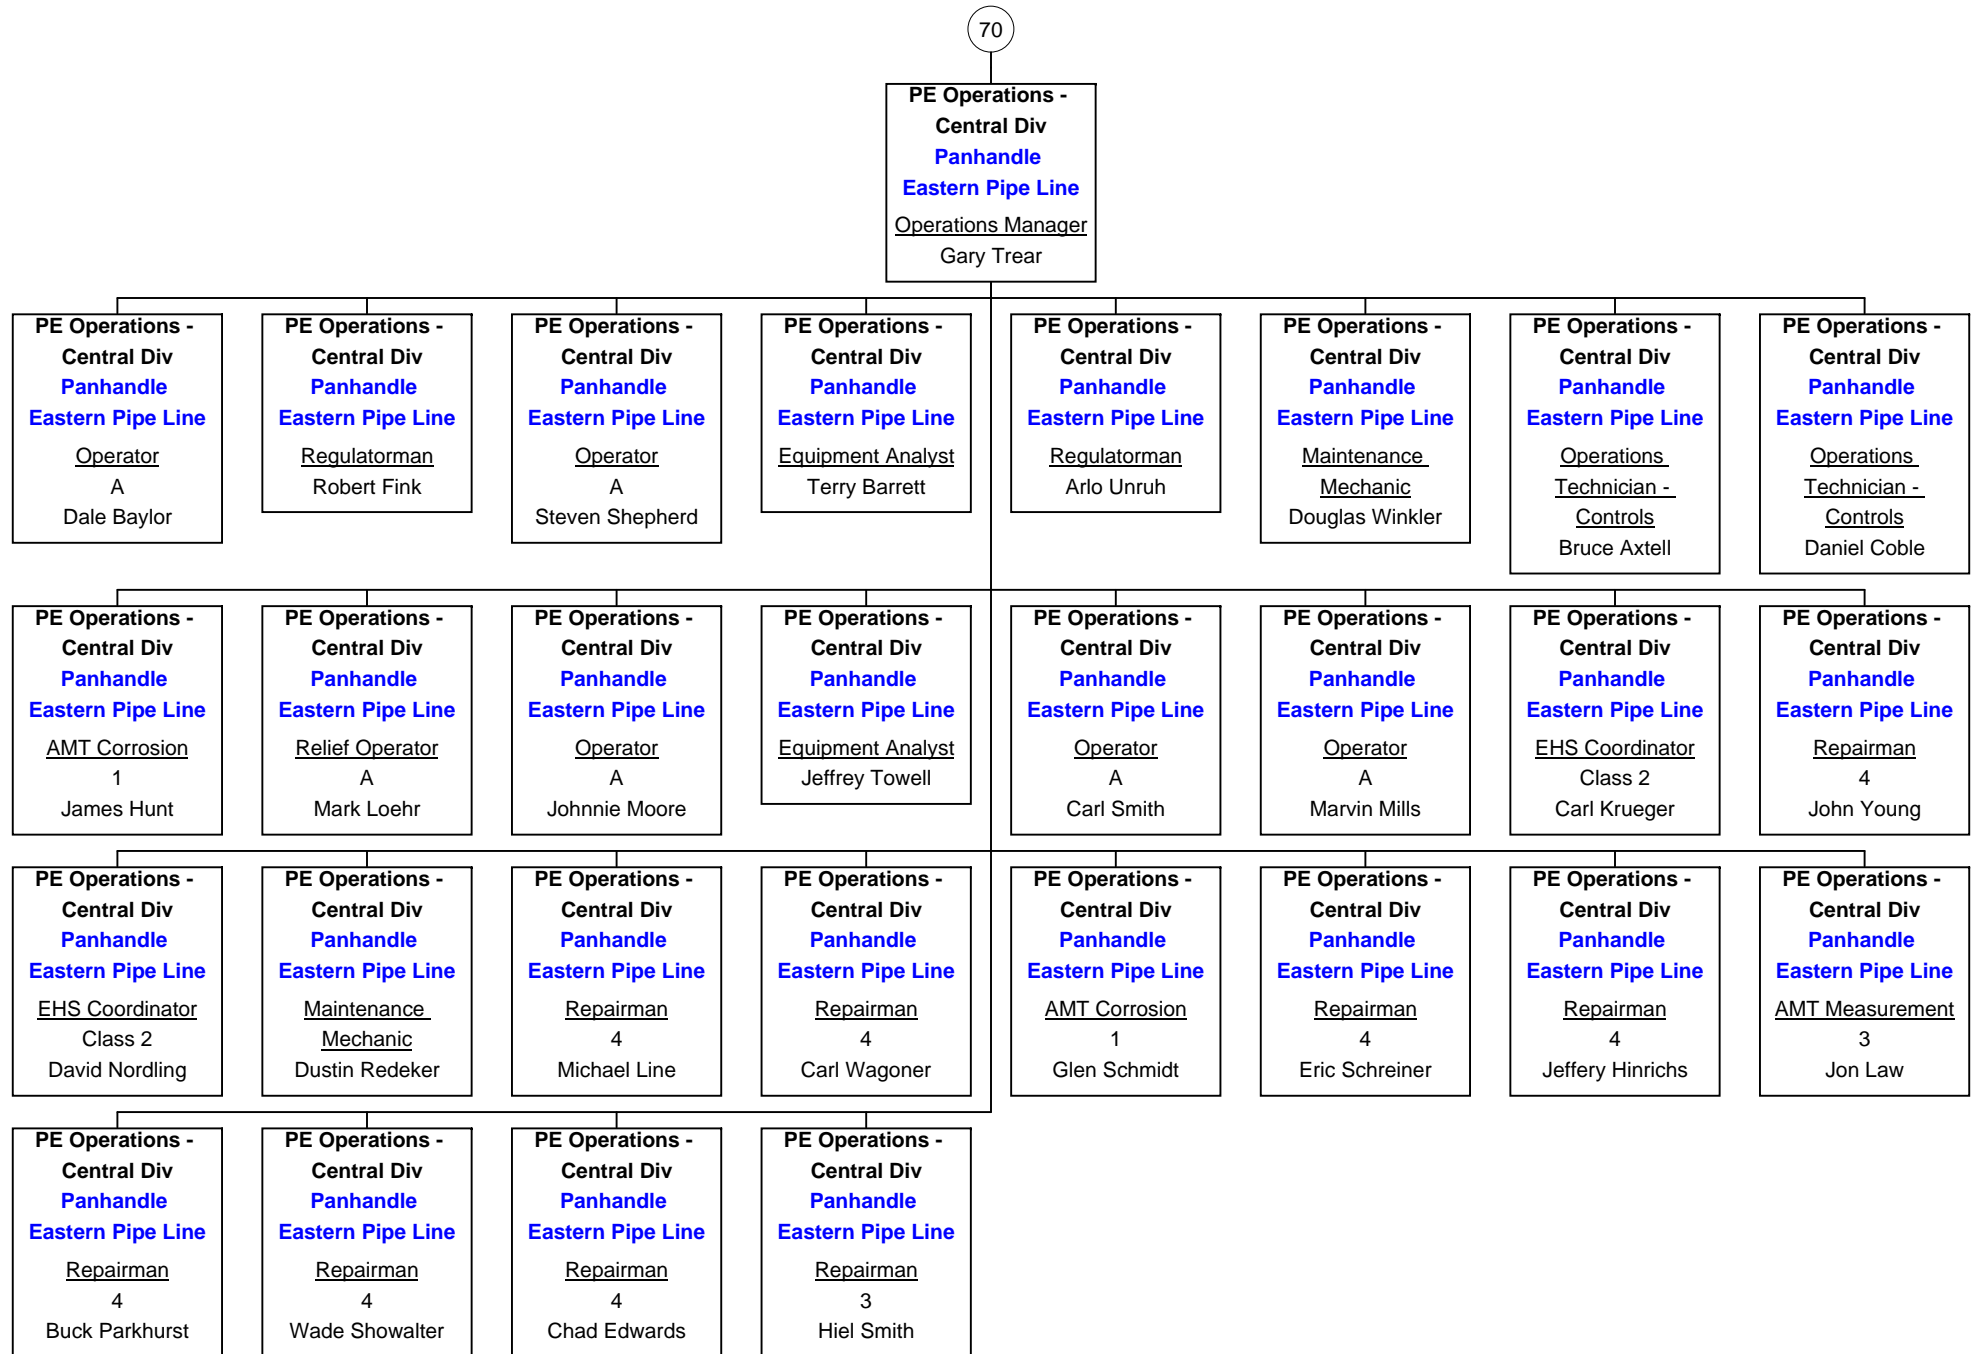 70
PE Operations -
Central Div
Panhandle
Eastern Pipe Line
Operations Manager
Gary Trear
PE Operations -
Central Div
Panhandle
Eastern Pipe Line
Operator
A
Dale Baylor
PE Operations -
Central Div
Panhandle
Eastern Pipe Line
Regulatorman
Robert Fink
PE Operations -
Central Div
Panhandle
Eastern Pipe Line
Operator
A
Steven Shepherd
PE Operations -
Central Div
Panhandle
Eastern Pipe Line
Equipment Analyst
Terry Barrett
PE Operations -
Central Div
Panhandle
Eastern Pipe Line
Regulatorman
Arlo Unruh
PE Operations -
Central Div
Panhandle
Eastern Pipe Line
Maintenance
Mechanic
Douglas Winkler
PE Operations -
Central Div
Panhandle
Eastern Pipe Line
Operations
Technician -
Controls
Bruce Axtell
PE Operations -
Central Div
Panhandle
Eastern Pipe Line
Operations
Technician -
Controls
Daniel Coble
PE Operations -
Central Div
Panhandle
Eastern Pipe Line
AMT Corrosion
1
James Hunt
PE Operations -
Central Div
Panhandle
Eastern Pipe Line
Relief Operator
A
Mark Loehr
PE Operations -
Central Div
Panhandle
Eastern Pipe Line
Operator
A
Johnnie Moore
PE Operations -
Central Div
Panhandle
Eastern Pipe Line
Equipment Analyst
Jeffrey Towell
PE Operations -
Central Div
Panhandle
Eastern Pipe Line
Operator
A
Carl Smith
PE Operations -
Central Div
Panhandle
Eastern Pipe Line
Operator
A
Marvin Mills
PE Operations -
Central Div
Panhandle
Eastern Pipe Line
EHS Coordinator
Class 2
Carl Krueger
PE Operations -
Central Div
Panhandle
Eastern Pipe Line
Repairman
4
John Young
PE Operations -
Central Div
Panhandle
Eastern Pipe Line
EHS Coordinator
Class 2
David Nordling
PE Operations -
Central Div
Panhandle
Eastern Pipe Line
Maintenance
Mechanic
Dustin Redeker
PE Operations -
Central Div
Panhandle
Eastern Pipe Line
Repairman
4
Michael Line
PE Operations -
Central Div
Panhandle
Eastern Pipe Line
Repairman
4
Carl Wagoner
PE Operations -
Central Div
Panhandle
Eastern Pipe Line
AMT Corrosion
1
Glen Schmidt
PE Operations -
Central Div
Panhandle
Eastern Pipe Line
Repairman
4
Eric Schreiner
PE Operations -
Central Div
Panhandle
Eastern Pipe Line
Repairman
4
Jeffery Hinrichs
PE Operations -
Central Div
Panhandle
Eastern Pipe Line
AMT Measurement
3
Jon Law
PE Operations -
Central Div
Panhandle
Eastern Pipe Line
Repairman
4
Buck Parkhurst
PE Operations -
Central Div
Panhandle
Eastern Pipe Line
Repairman
4
Wade Showalter
PE Operations -
Central Div
Panhandle
Eastern Pipe Line
Repairman
4
Chad Edwards
PE Operations -
Central Div
Panhandle
Eastern Pipe Line
Repairman
3
Hiel Smith